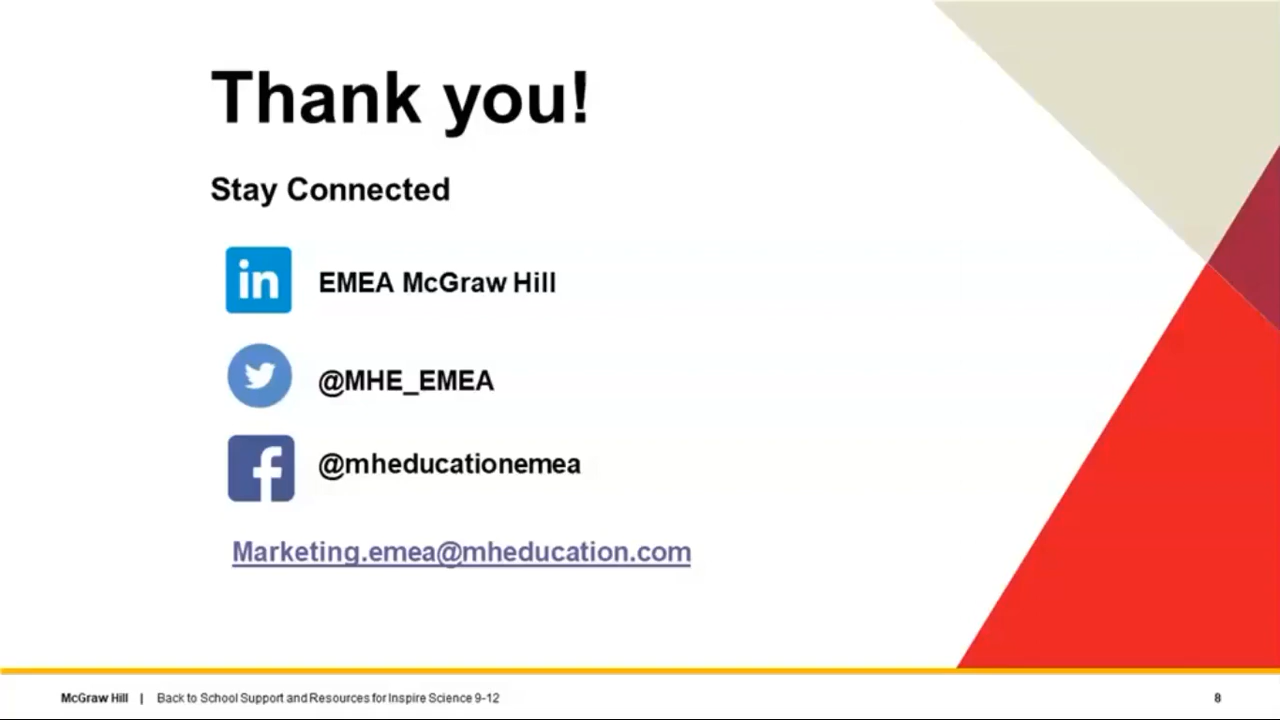 Thank you!
Stay Connected
in EMEA McGraw Hill
@MHE_EMEA
f @mheducationemea
Marketing.emea@mheducation.com
McGraw Hill | Back to School Support and Resources for Inspire Science 9-12 8